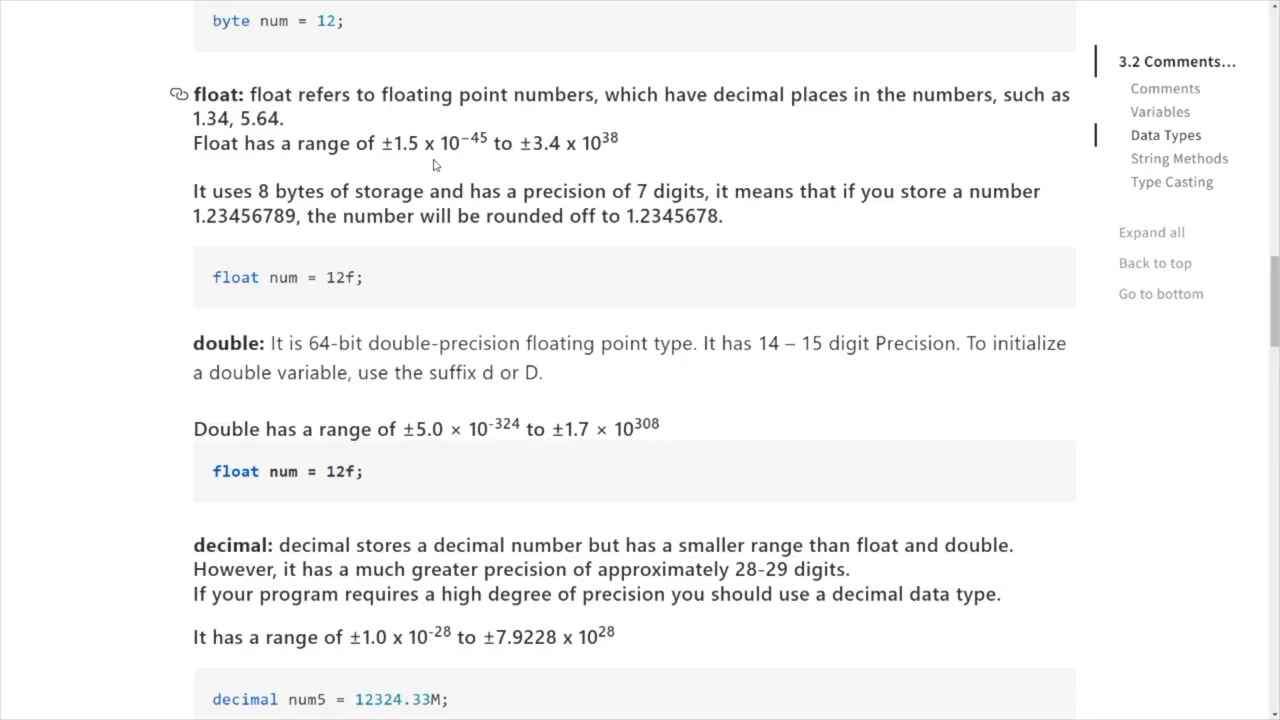 byte num = 12;
float: float refers to floating point numbers, which have decimal places in the numbers, such as
1.34, 5.64.
Float has a range of ±1.5 x 10⁻⁴⁵ to ±3.4 x 10³⁸
It uses 8 bytes of storage and has a precision of 7 digits, it means that if you store a number
1.23456789, the number will be rounded off to 1.2345678.
float num = 12f;
double: It is 64-bit double-precision floating point type. It has 14 – 15 digit Precision. To initialize
a double variable, use the suffix d or D.
Double has a range of ±5.0 × 10⁻³²⁴ to ±1.7 × 10³⁰⁸
float num = 12f;
decimal: decimal stores a decimal number but has a smaller range than float and double.
However, it has a much greater precision of approximately 28-29 digits.
If your program requires a high degree of precision you should use a decimal data type.
It has a range of ±1.0 x 10⁻²⁸ to ±7.9228 x 10²⁸
decimal num5 = 12324.33M;
3.2 Comments...
Comments
Variables
Data Types
String Methods
Type Casting
Expand all
Back to top
Go to bottom